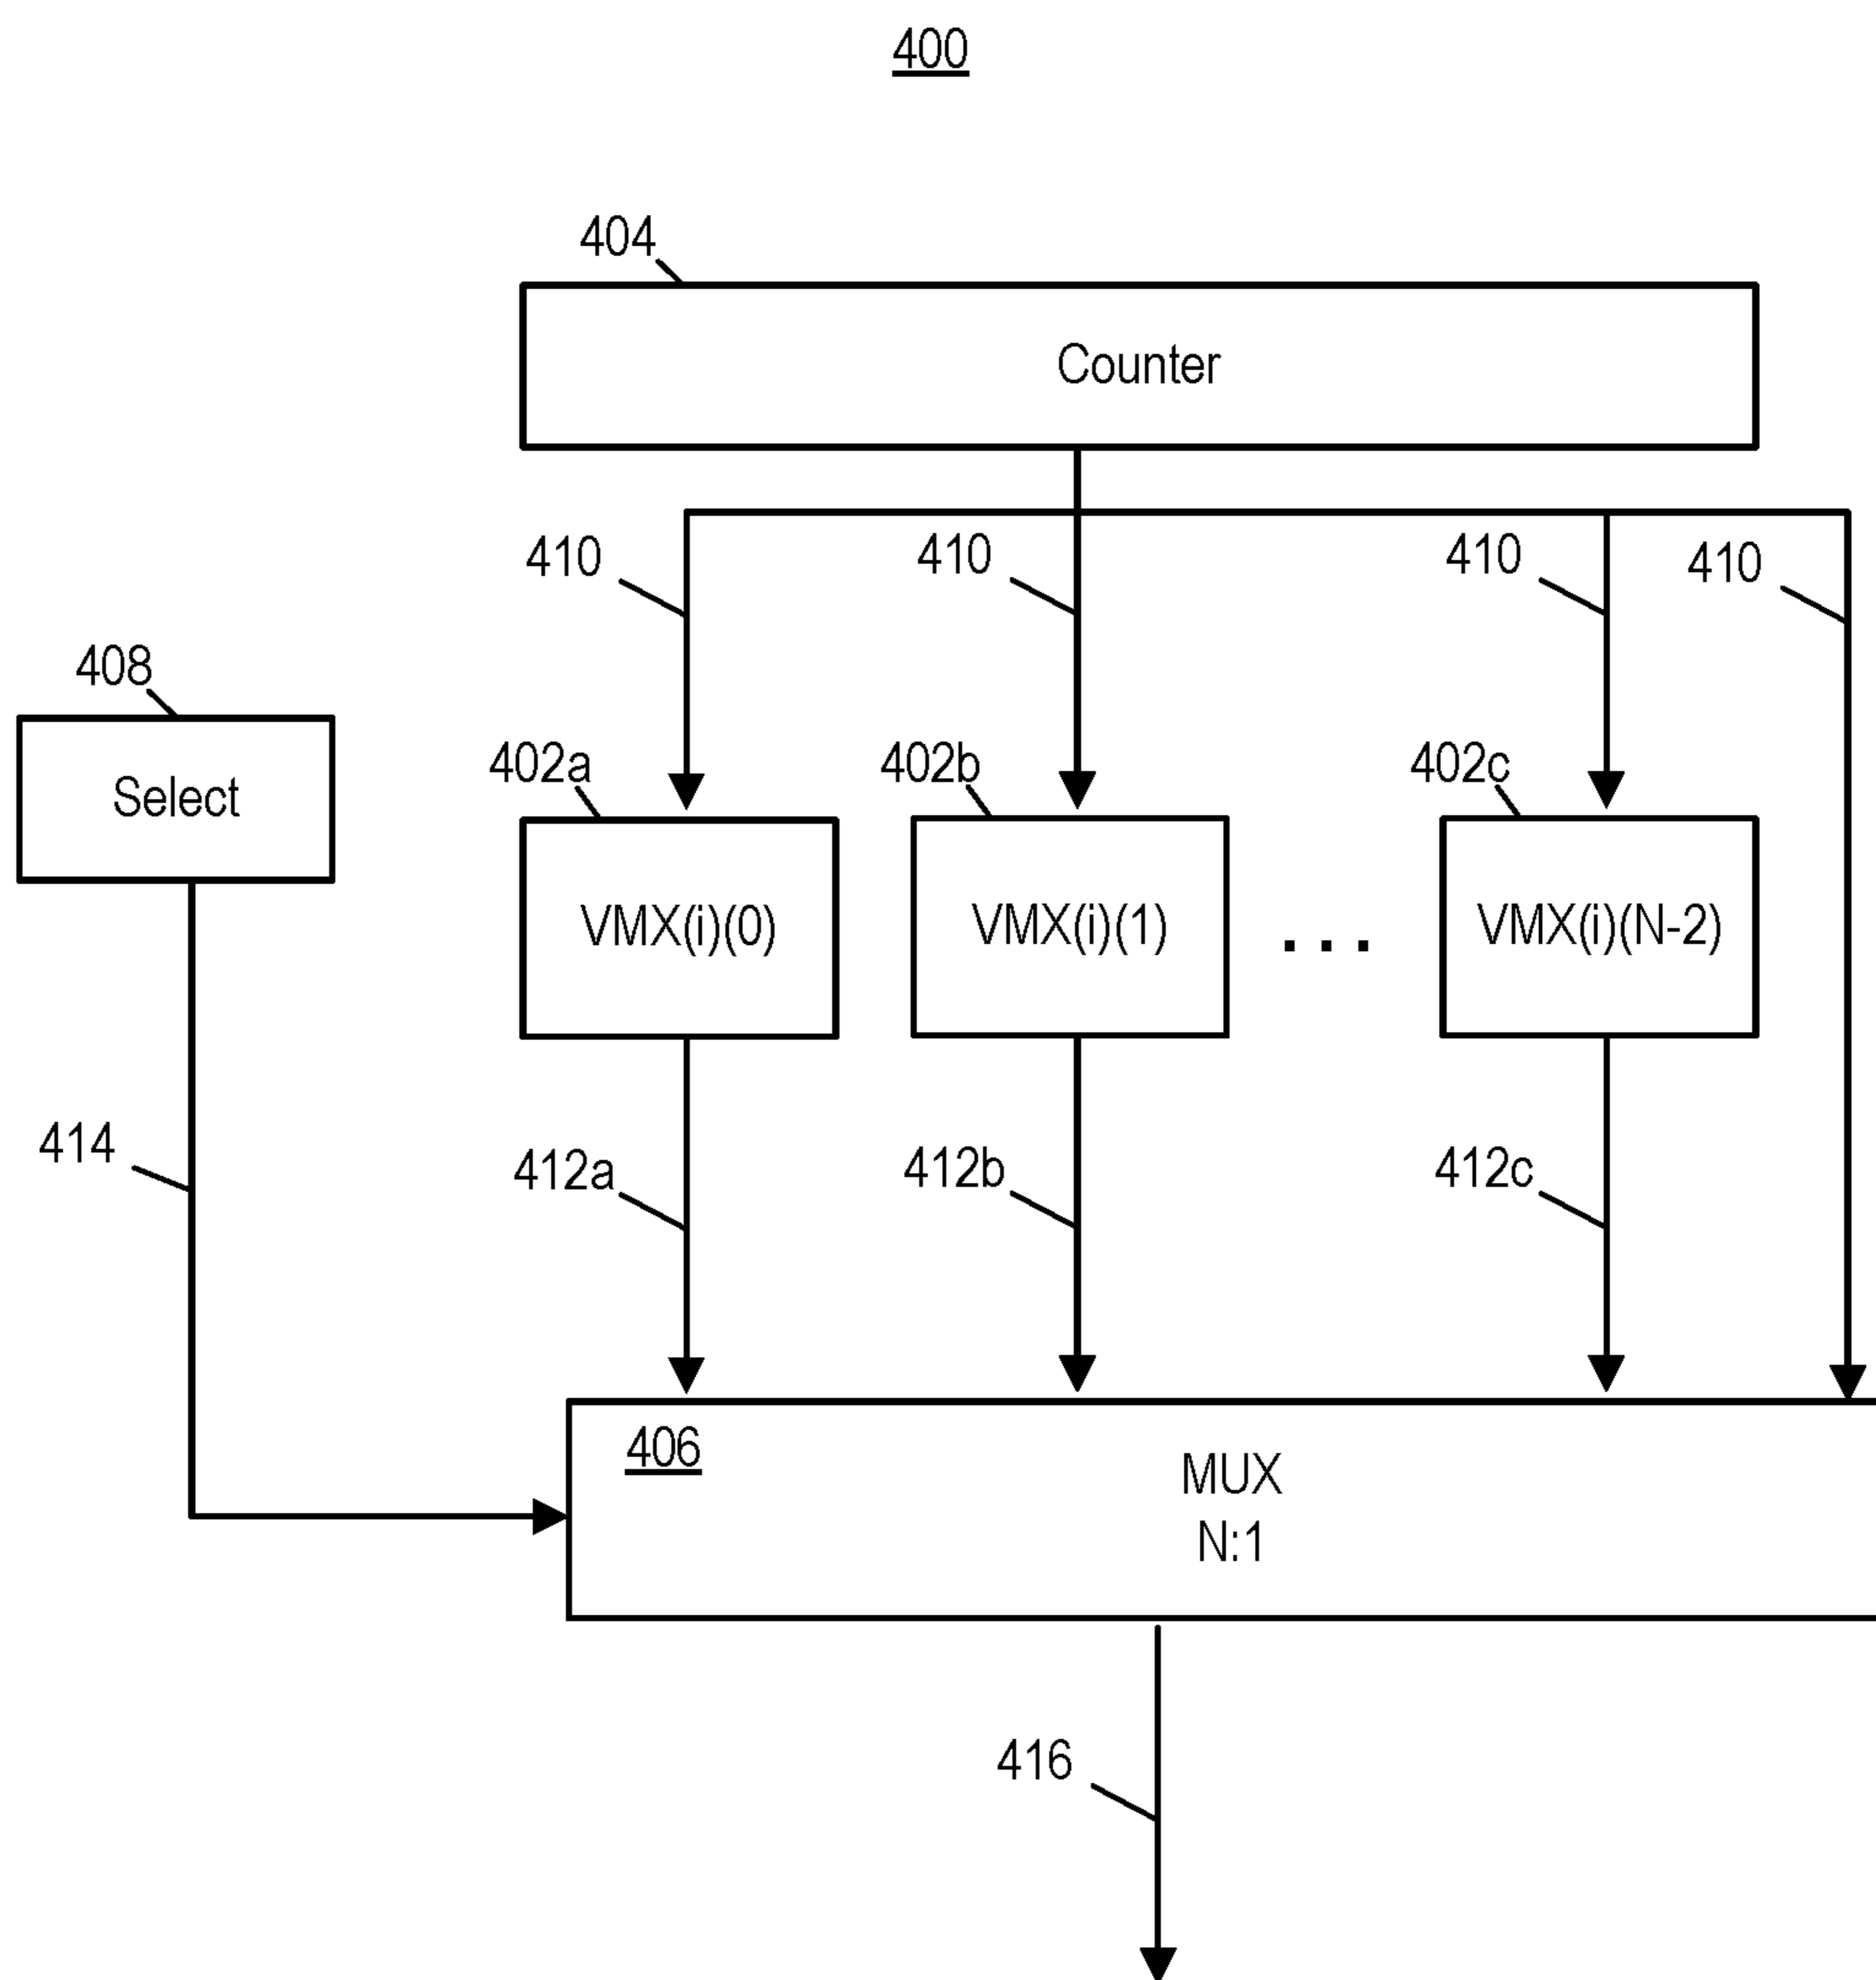 400
404
Counter
410
410
410
410
408
Select
402a
402b
402c
VMX(i)(0)
VMX(i)(1)
. . .
VMX(i)(N-2)
414
412a
412b
412c
406
MUX
N:1
416